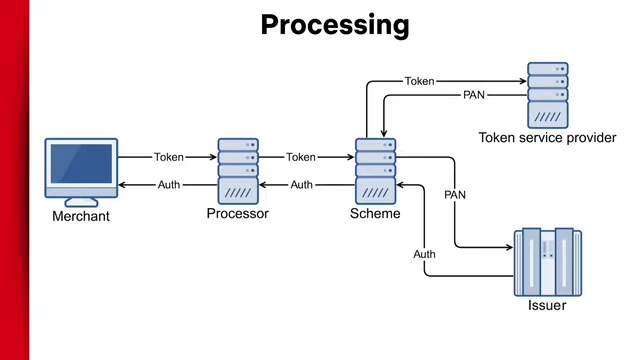 Processing
Token
PAN
Token service provider
Token
Token
Auth
Auth
PAN
Merchant
Processor
Scheme
Auth
Issuer